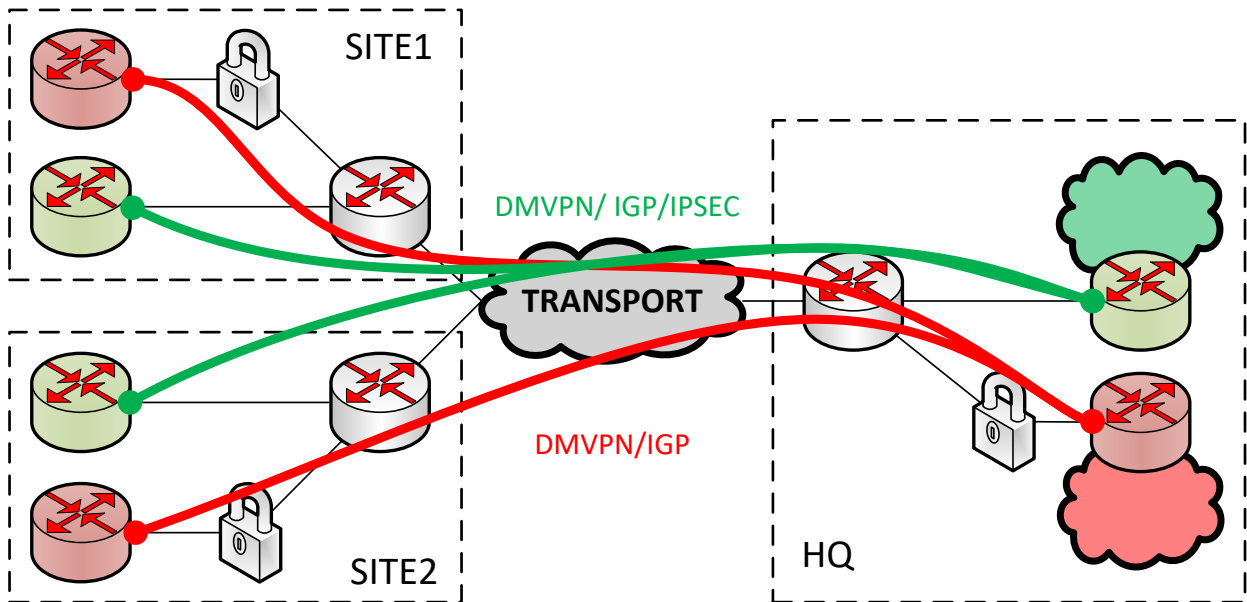 SITE1
DMVPN/ IGP/IPSEC
TRANSPORT
DMVPN/IGP
SITE2
HQ